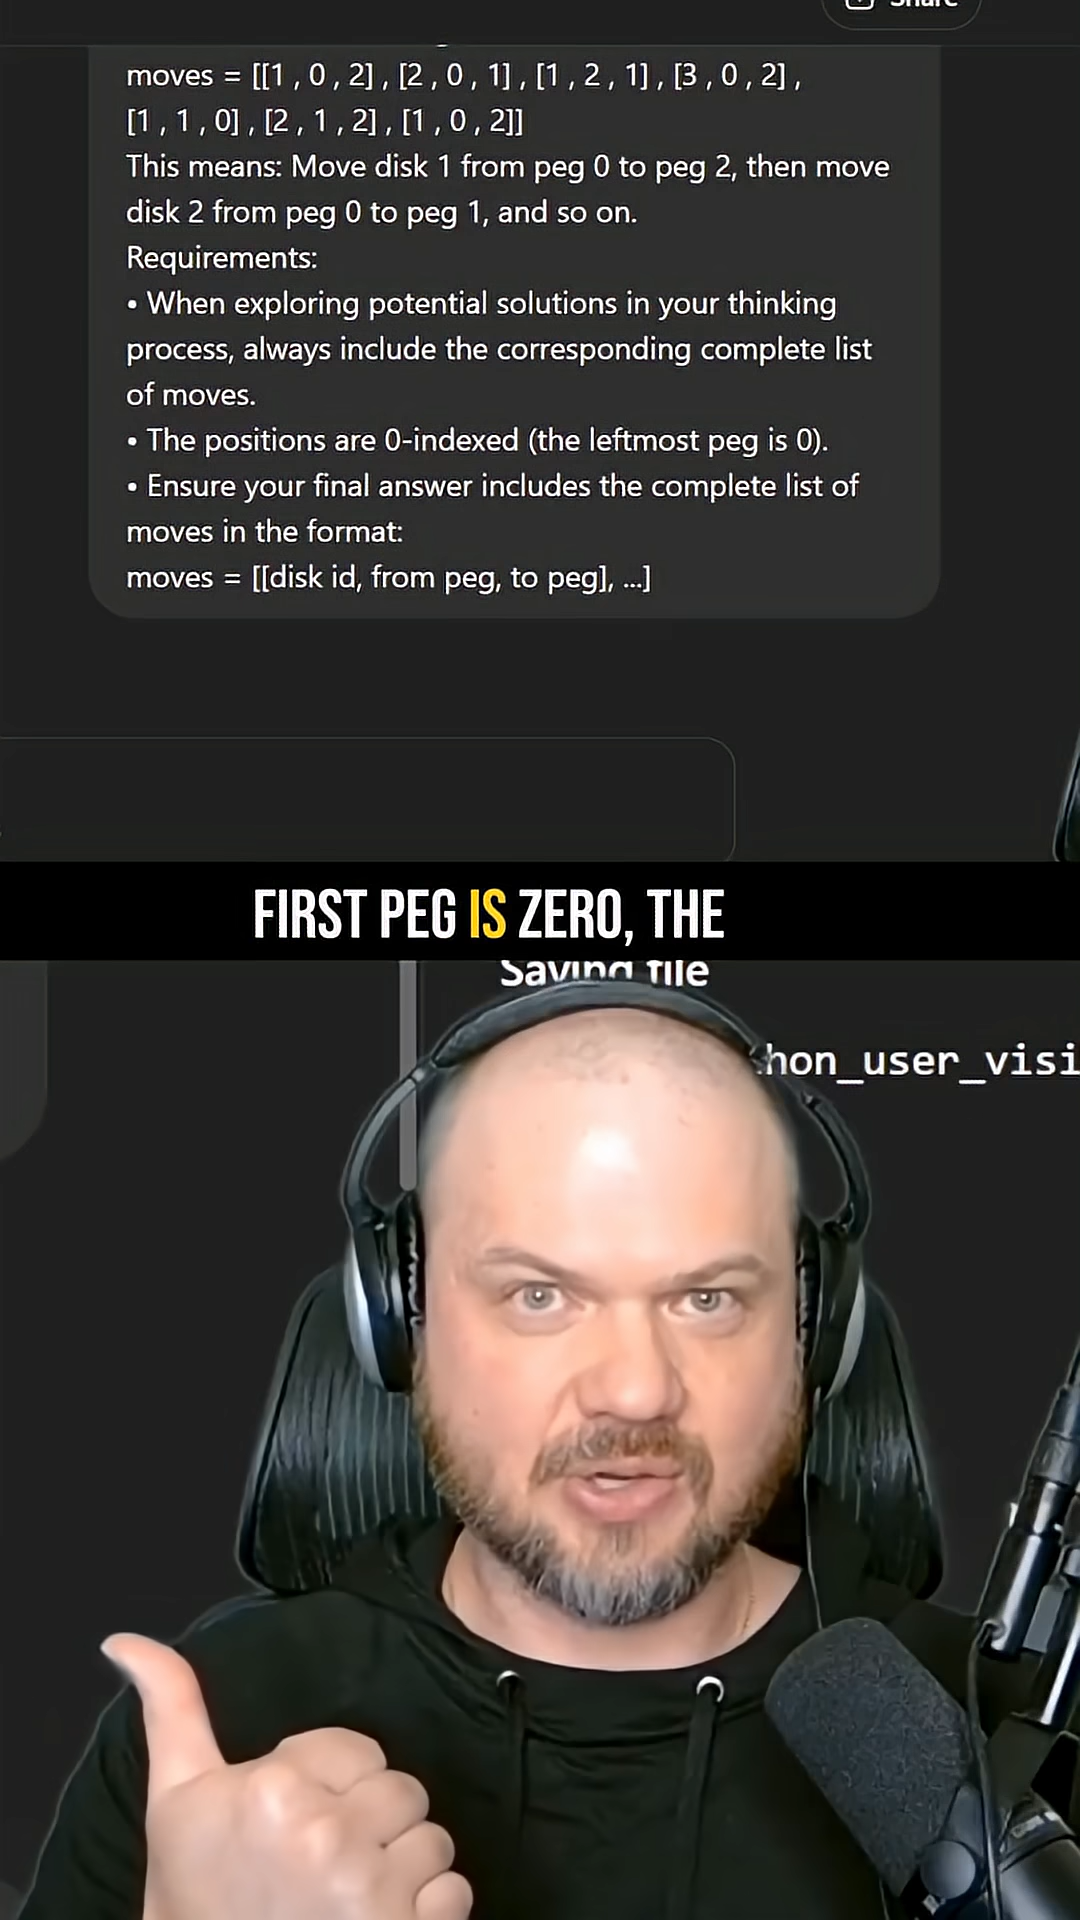 Share
moves = [[1 , 0 , 2] , [2 , 0 , 1] , [1 , 2 , 1] , [3 , 0 , 2] ,
[1 , 1 , 0] , [2 , 1 , 2] , [1 , 0 , 2]]
This means: Move disk 1 from peg 0 to peg 2, then move
disk 2 from peg 0 to peg 1, and so on.
Requirements:
• When exploring potential solutions in your thinking
process, always include the corresponding complete list
of moves.
• The positions are 0-indexed (the leftmost peg is 0).
• Ensure your final answer includes the complete list of
moves in the format:
moves = [[disk id, from peg, to peg], ...]
FIRST PEG IS ZERO, THE
Saving file
hon_user_visi